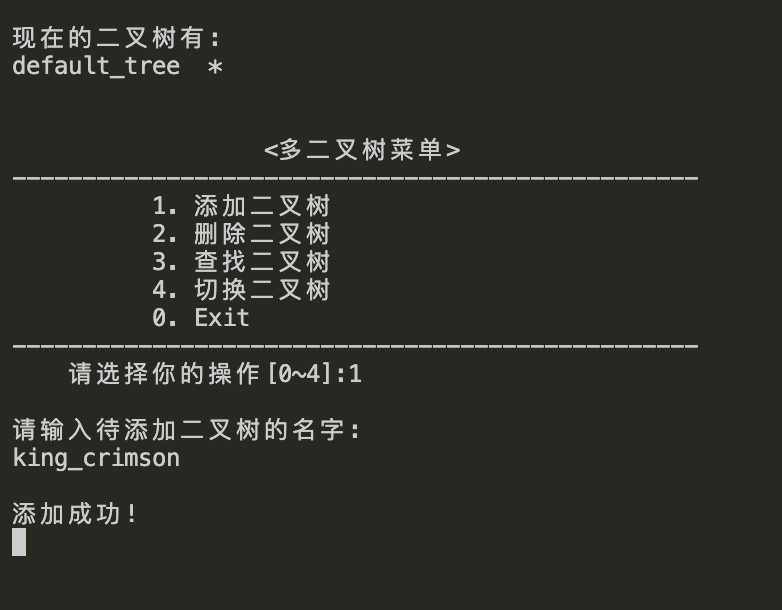 现在的二叉树有:
default_tree  *
<多二叉树菜单>
-------------------------------------------------
1. 添加二叉树
2. 删除二叉树
3. 查找二叉树
4. 切换二叉树
0. Exit
-------------------------------------------------
请选择你的操作[0~4]:1
请输入待添加二叉树的名字:
king_crimson
添加成功!